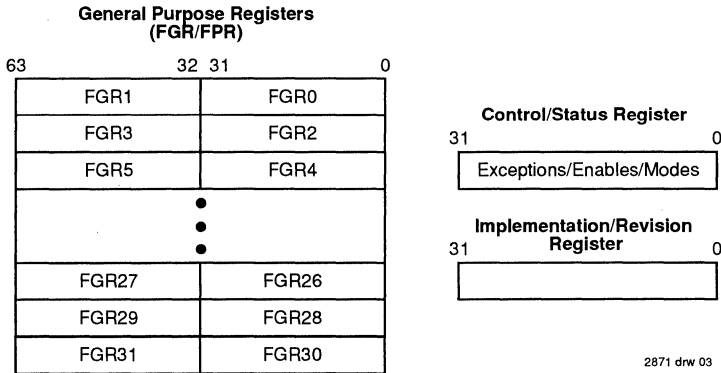 General Purpose Registers
(FGR/FPR)
63 32 31 0
FGR1 FGR0
FGR3 FGR2
FGR5 FGR4
FGR27 FGR26
FGR29 FGR28
FGR31 FGR30
Control/Status Register
31 0
Exceptions/Enables/Modes
Implementation/Revision
Register
31 0
2871 drw 03